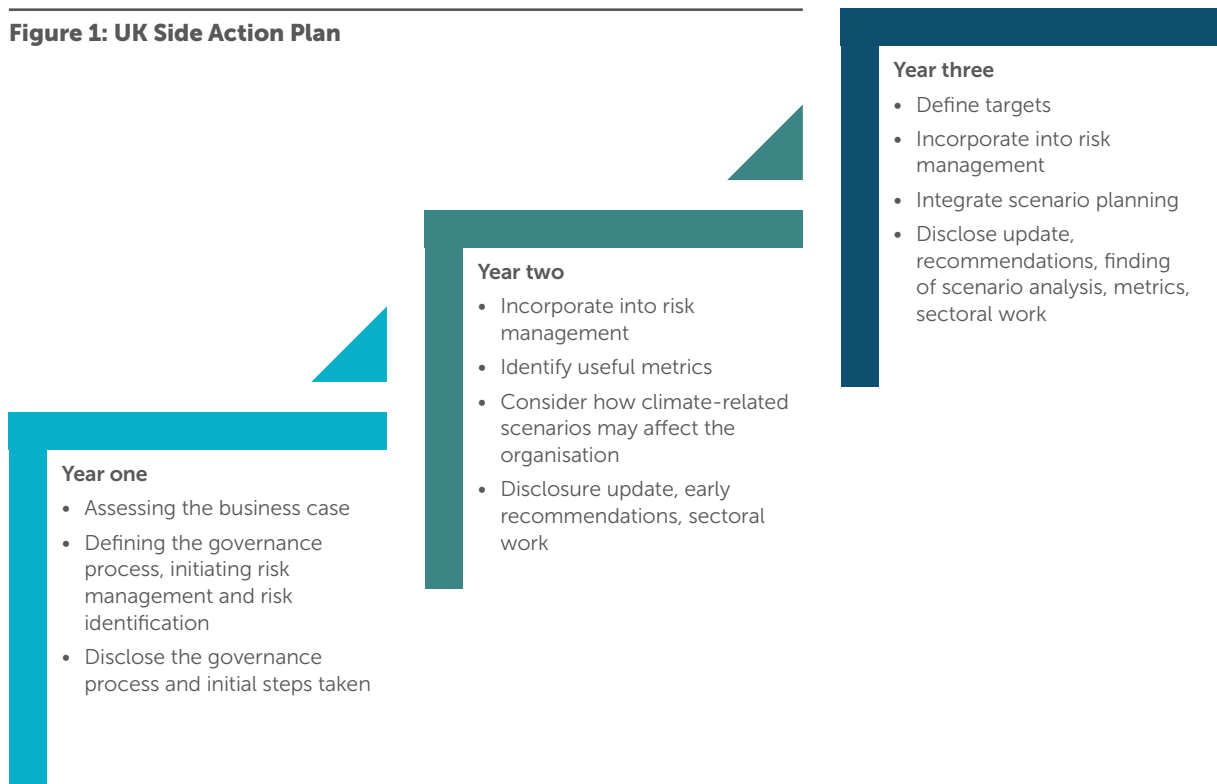 Figure 1: UK Side Action Plan
Year one
• Assessing the business case
• Defining the governance
process, initiating risk
management and risk
identification
• Disclose the governance
process and initial steps taken
Year two
• Incorporate into risk
management
• Identify useful metrics
• Consider how climate-related
scenarios may affect the
organisation
• Disclosure update, early
recommendations, sectoral
work
Year three
• Define targets
• Incorporate into risk
management
• Integrate scenario planning
• Disclose update,
recommendations, finding
of scenario analysis, metrics,
sectoral work